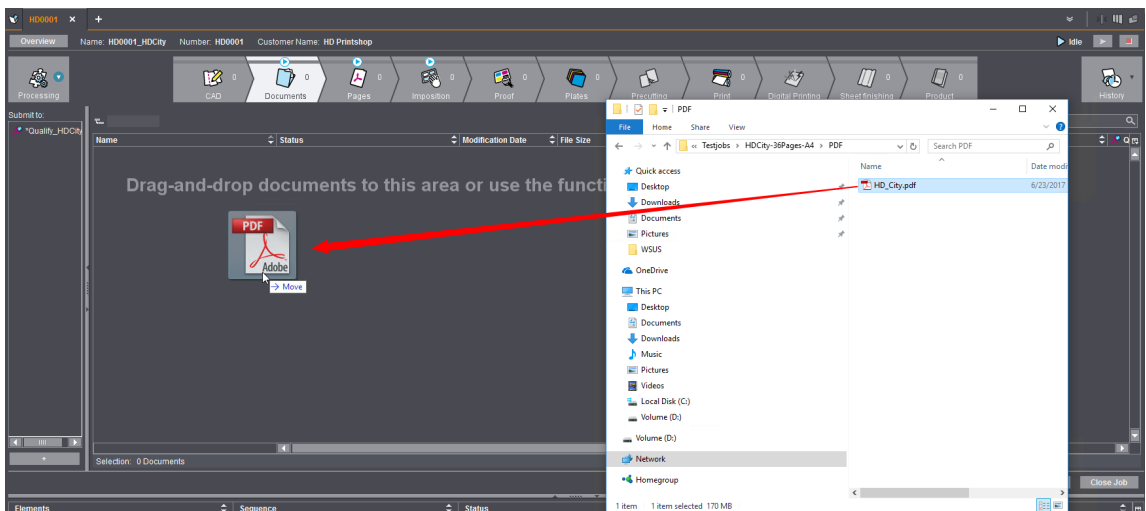 HD0001 × +
Overview Name: HD0001_HDCity Number: HD0001 Customer Name: HD Printshop Idle
Processing
0 CAD
0 Documents
0 Pages
0 Imposition
0 Proof
0 Plates
Precutting
0 Print
Digital Printing
0 Sheet finishing
0 Product
History
Submit to:
*Qualify_HDCity
Name Status Modification Date File Size
Drag-and-drop documents to this area or use the functi
PDF
Adobe
→ Move
Selection: 0 Documents
Close Job
Elements Sequence Status
PDF
File Home Share View
« Testjobs > HDCity-36Pages-A4 > PDF Search PDF
Name Date modi
HD_City.pdf 6/23/2017
Quick access
Desktop
Downloads
Documents
Pictures
WSUS
OneDrive
This PC
Desktop
Documents
Downloads
Music
Pictures
Videos
Local Disk (C:)
Volume (D:)
Volume (D:)
Network
Homegroup
1 item 1 item selected 170 MB